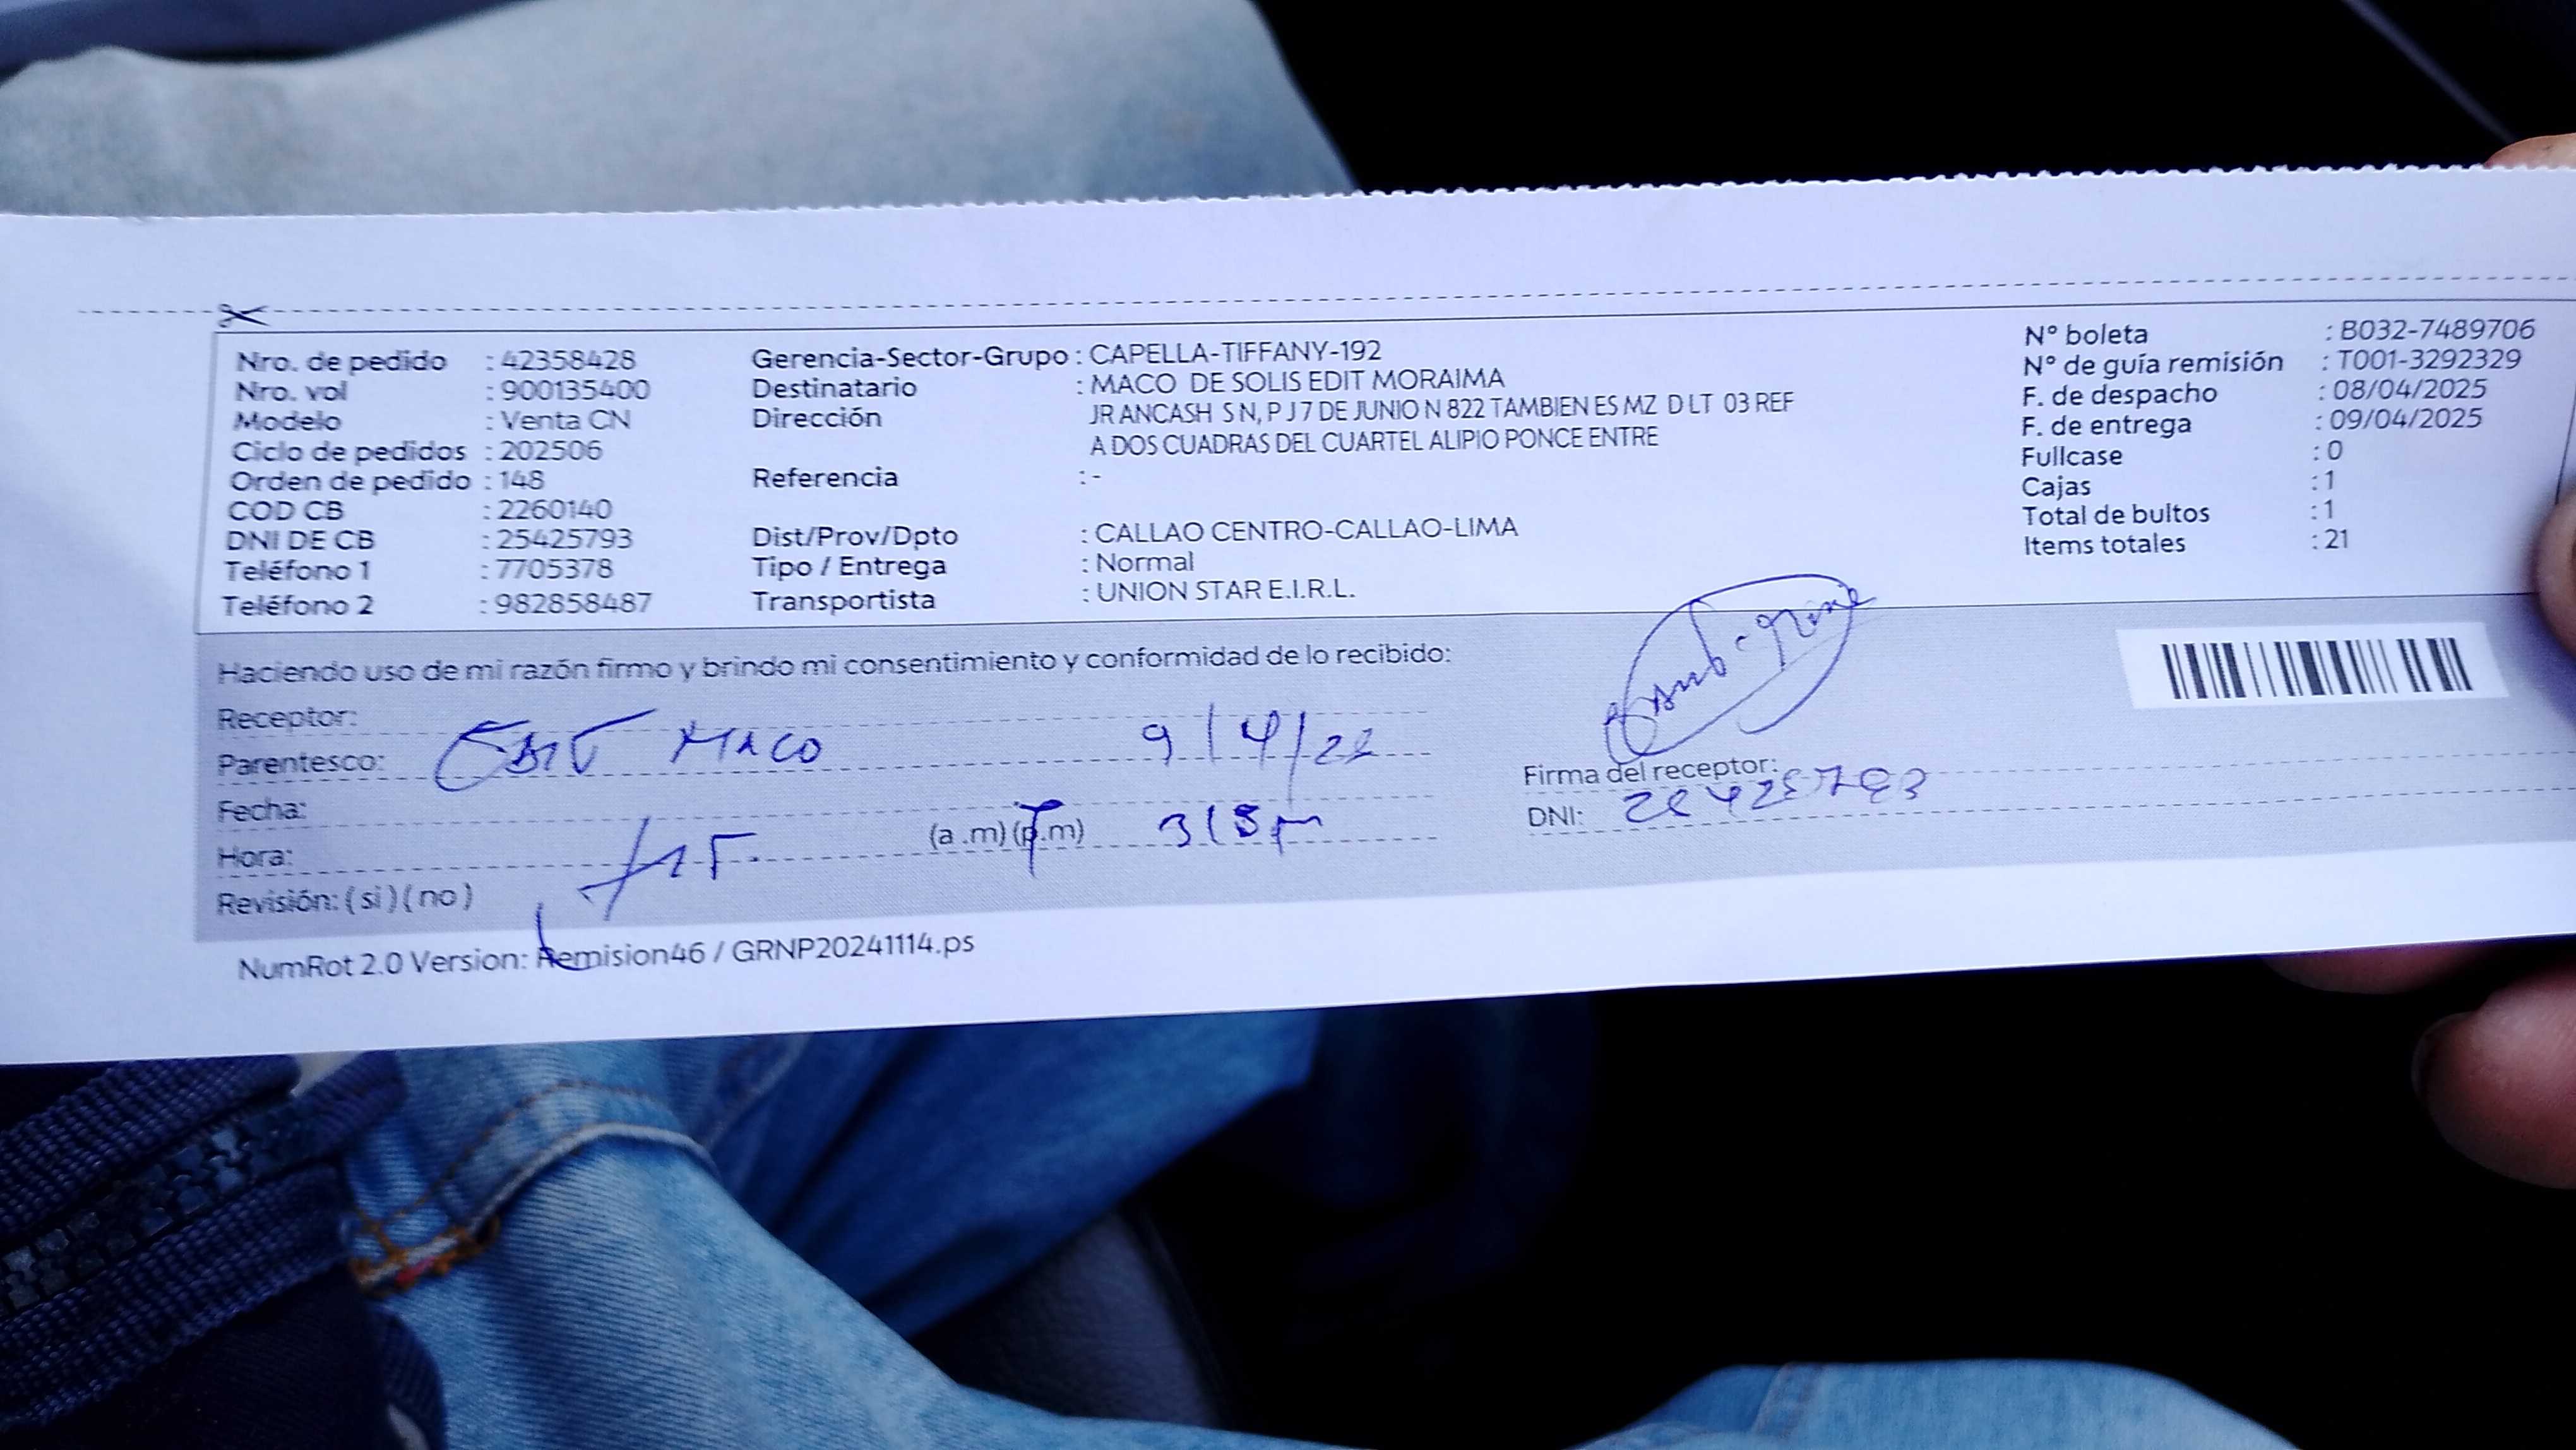 Nro. de pedido : 42358428
Nro. vol : 900135400
Modelo : Venta CN
Ciclo de pedidos : 202506
Orden de pedido : 148
COD CB : 2260140
DNI DE CB : 25425793
Teléfono 1 : 7705378
Teléfono 2 : 982858487
Gerencia-Sector-Grupo : CAPELLA-TIFFANY-192
Destinatario : MACO DE SOLIS EDIT MORAIMA
Dirección JR ANCASH S N, P J 7 DE JUNIO N 822 TAMBIEN ES MZ D LT 03 REF
A DOS CUADRAS DEL CUARTEL ALIPIO PONCE ENTRE
Referencia : -
Dist/Prov/Dpto : CALLAO CENTRO-CALLAO-LIMA
Tipo / Entrega : Normal
Transportista : UNION STAR E.I.R.L.
N° boleta : B032-7489706
N° de guía remisión : T001-3292329
F. de despacho : 08/04/2025
F. de entrega : 09/04/2025
Fullcase : 0
Cajas : 1
Total de bultos : 1
Items totales : 21
Haciendo uso de mi razón firmo y brindo mi consentimiento y conformidad de lo recibido:
Receptor:
Parentesco: EDIT MACO
Fecha:
Hora: (a .m) (p.m)
Revisión: ( si ) ( no )
Firma del receptor:
DNI: 25425793
NumRot 2.0 Version: Remision46 / GRNP20241114.ps